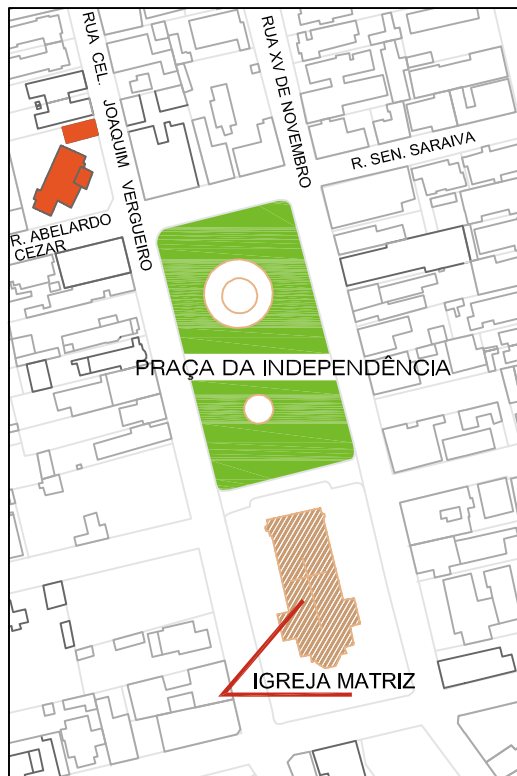 RUA CEL. JOAQUIM VERGUEIRO
RUA XV DE NOVEMBRO
R. SEN. SARAIVA
R. ABELARDO
CEZAR
PRAÇA DA INDEPENDÊNCIA
IGREJA MATRIZ